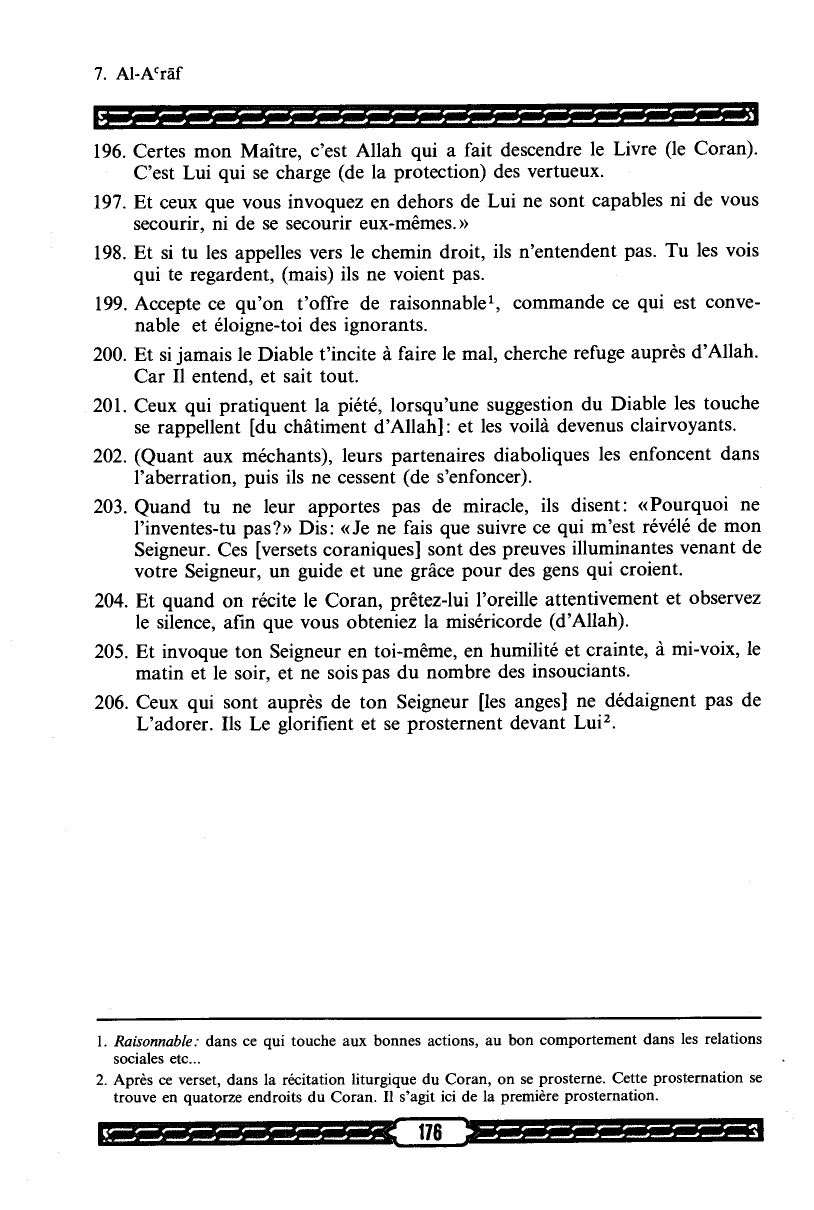 7. Al-Aᶜrāf
196. Certes mon Maître, c’est Allah qui a fait descendre le Livre (le Coran).
C’est Lui qui se charge (de la protection) des vertueux.
197. Et ceux que vous invoquez en dehors de Lui ne sont capables ni de vous
secourir, ni de se secourir eux-mêmes.»
198. Et si tu les appelles vers le chemin droit, ils n’entendent pas. Tu les vois
qui te regardent, (mais) ils ne voient pas.
199. Accepte ce qu’on t’offre de raisonnable¹, commande ce qui est conve-
nable et éloigne-toi des ignorants.
200. Et si jamais le Diable t’incite à faire le mal, cherche refuge auprès d’Allah.
Car Il entend, et sait tout.
201. Ceux qui pratiquent la piété, lorsqu’une suggestion du Diable les touche
se rappellent [du châtiment d’Allah]: et les voilà devenus clairvoyants.
202. (Quant aux méchants), leurs partenaires diaboliques les enfoncent dans
l’aberration, puis ils ne cessent (de s’enfoncer).
203. Quand tu ne leur apportes pas de miracle, ils disent: «Pourquoi ne
l’inventes-tu pas?» Dis: «Je ne fais que suivre ce qui m’est révélé de mon
Seigneur. Ces [versets coraniques] sont des preuves illuminantes venant de
votre Seigneur, un guide et une grâce pour des gens qui croient.
204. Et quand on récite le Coran, prêtez-lui l’oreille attentivement et observez
le silence, afin que vous obteniez la miséricorde (d’Allah).
205. Et invoque ton Seigneur en toi-même, en humilité et crainte, à mi-voix, le
matin et le soir, et ne sois pas du nombre des insouciants.
206. Ceux qui sont auprès de ton Seigneur [les anges] ne dédaignent pas de
L’adorer. Ils Le glorifient et se prosternent devant Lui².
1. Raisonnable: dans ce qui touche aux bonnes actions, au bon comportement dans les relations
sociales etc...
2. Après ce verset, dans la récitation liturgique du Coran, on se prosterne. Cette prosternation se
trouve en quatorze endroits du Coran. Il s’agit ici de la première prosternation.
176